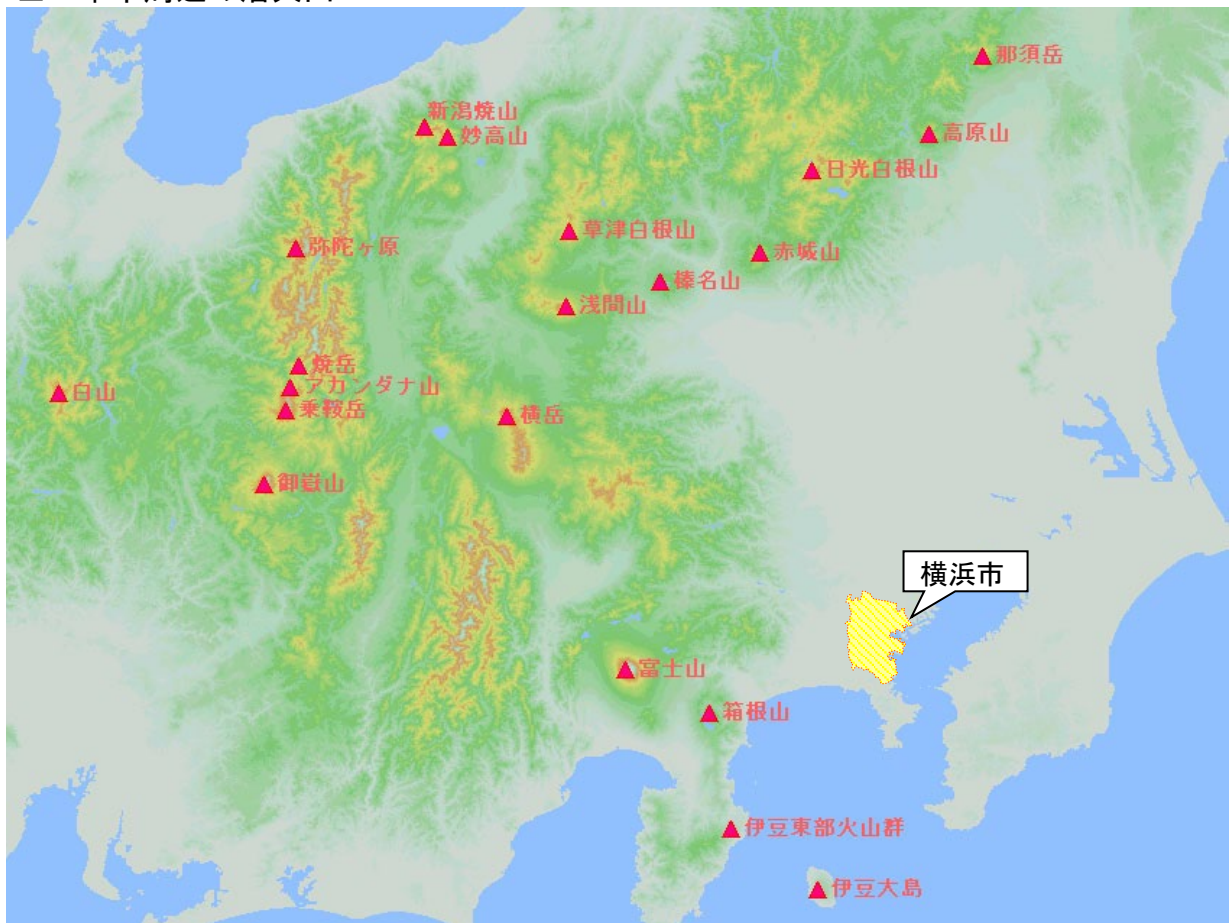 那須岳
新潟焼山
妙高山
高原山
日光白根山
草津白根山
弥陀ヶ原
赤城山
榛名山
浅間山
焼岳
アカンダナ山
白山
乗鞍岳
横岳
御嶽山
横浜市
富士山
箱根山
伊豆東部火山群
伊豆大島